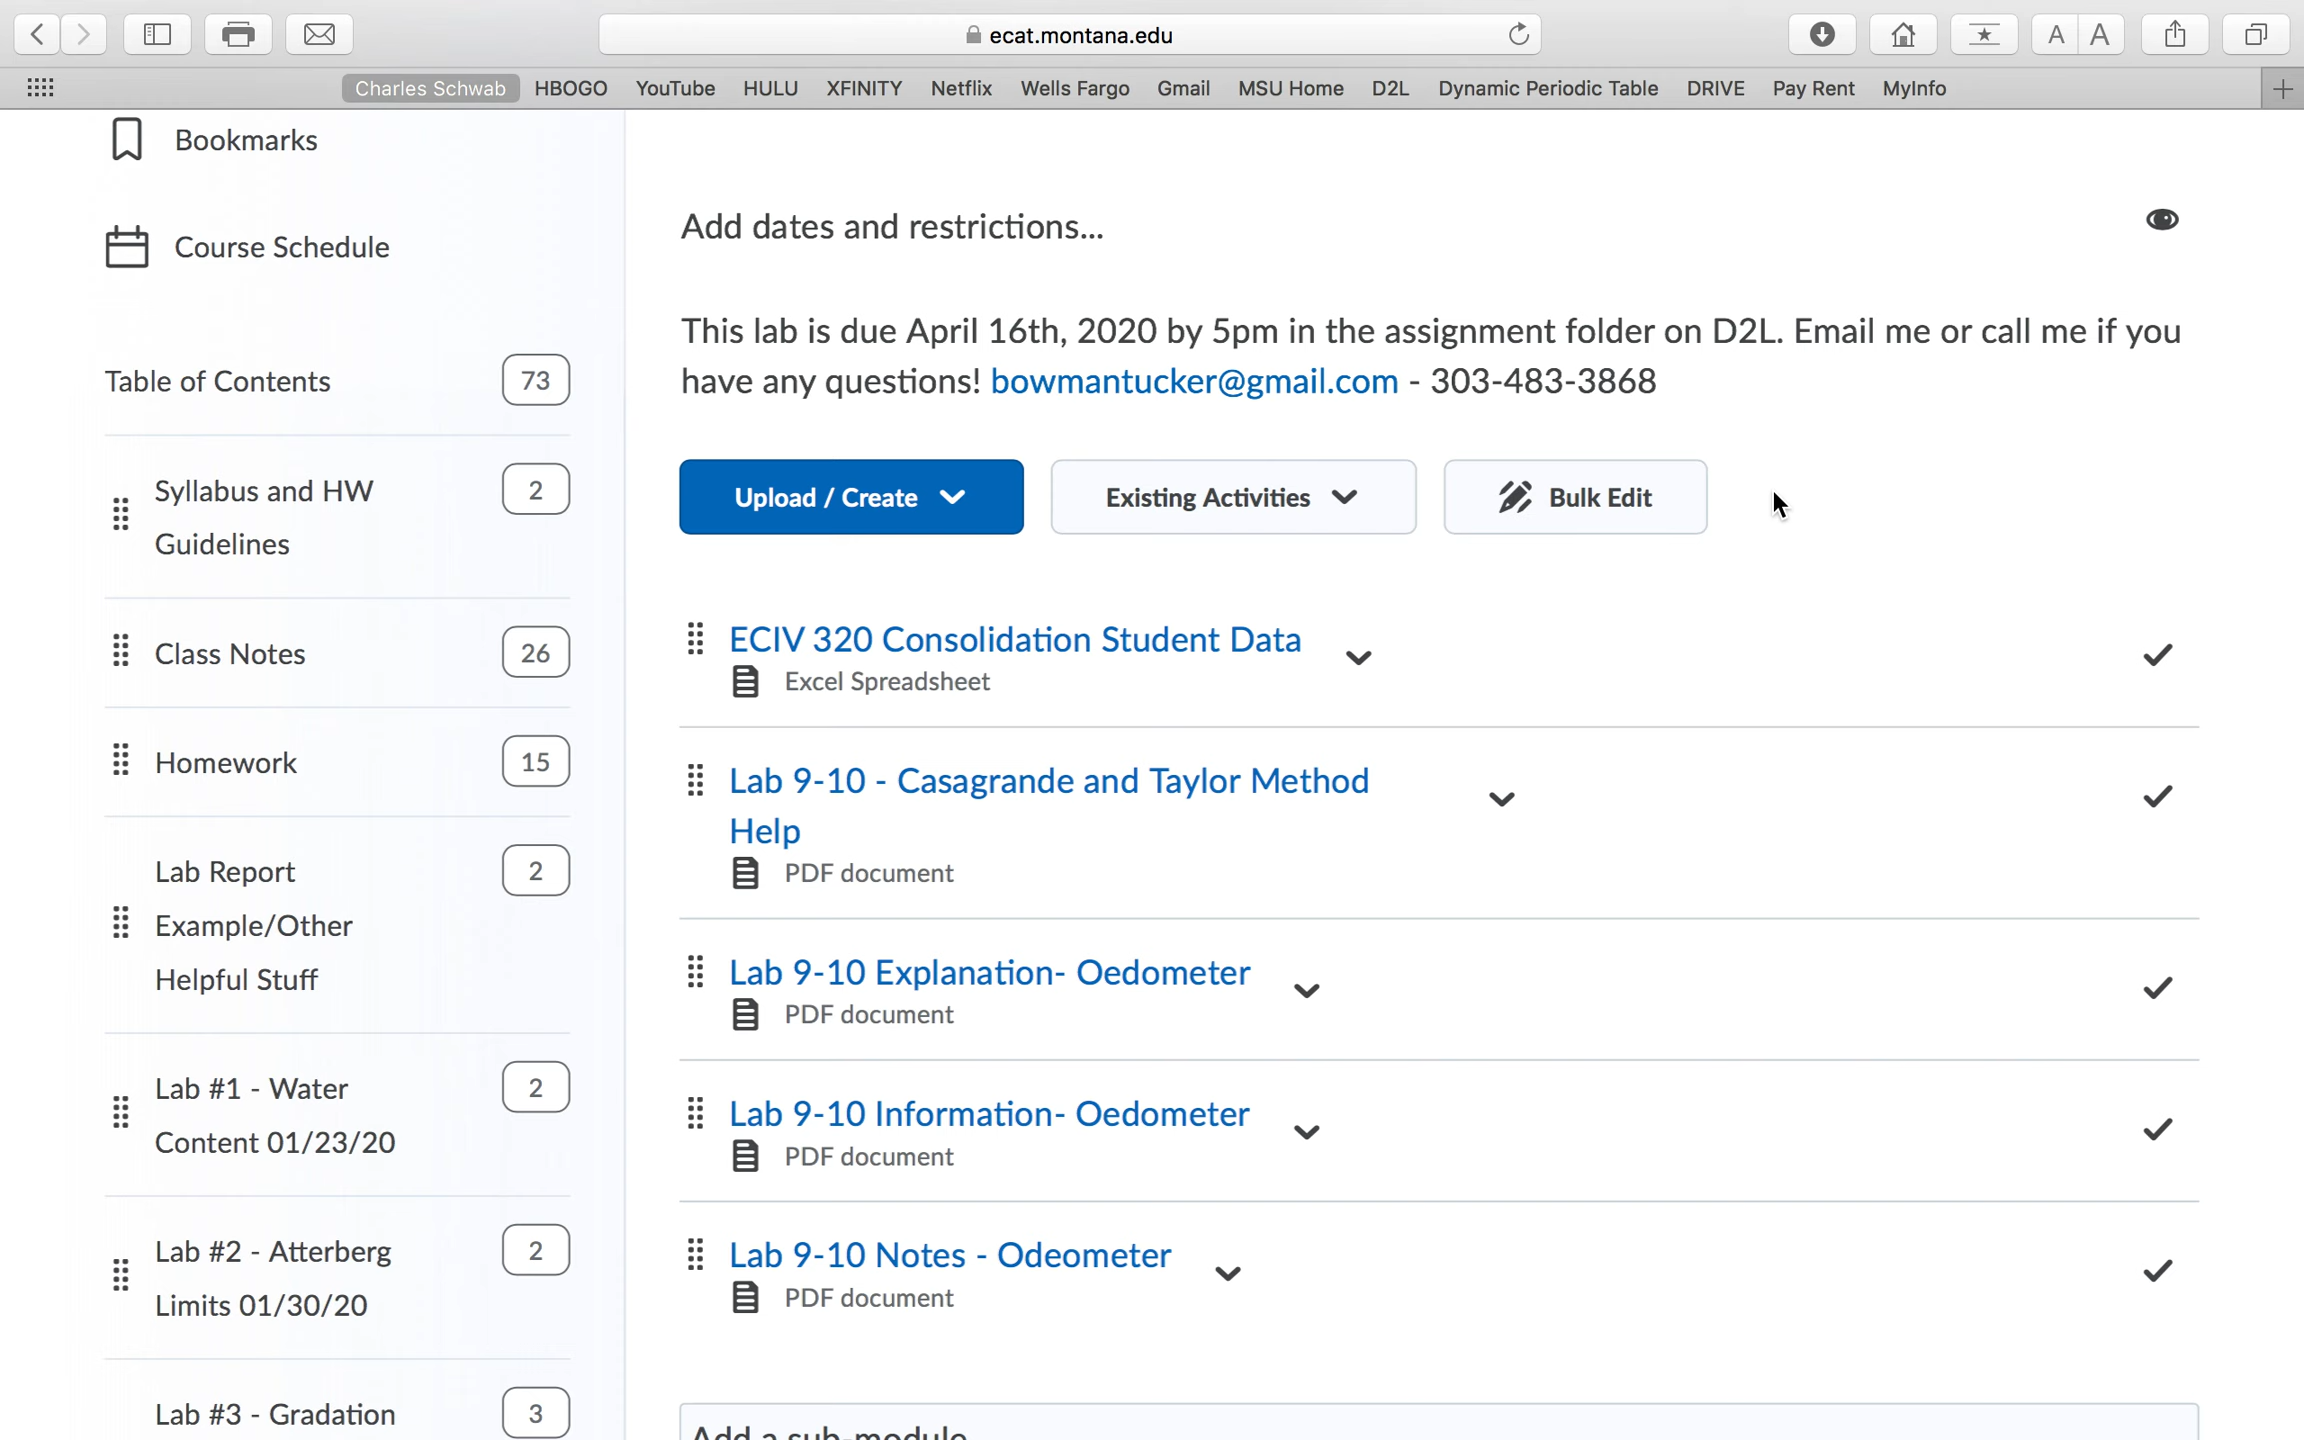 ecat.montana.edu
A A
Charles Schwab HBOGO YouTube HULU XFINITY Netflix Wells Fargo Gmail MSU Home D2L Dynamic Periodic Table DRIVE Pay Rent MyInfo
Bookmarks
Course Schedule
Table of Contents 73
Syllabus and HW 2
Guidelines
Class Notes 26
Homework 15
Lab Report 2
Example/Other
Helpful Stuff
Lab #1 - Water 2
Content 01/23/20
Lab #2 - Atterberg 2
Limits 01/30/20
Lab #3 - Gradation 3
Add dates and restrictions...
This lab is due April 16th, 2020 by 5pm in the assignment folder on D2L. Email me or call me if you
have any questions! bowmantucker@gmail.com - 303-483-3868
Upload / Create Existing Activities Bulk Edit
ECIV 320 Consolidation Student Data
Excel Spreadsheet
Lab 9-10 - Casagrande and Taylor Method
Help
PDF document
Lab 9-10 Explanation- Oedometer
PDF document
Lab 9-10 Information- Oedometer
PDF document
Lab 9-10 Notes - Odeometer
PDF document
Add a sub-module